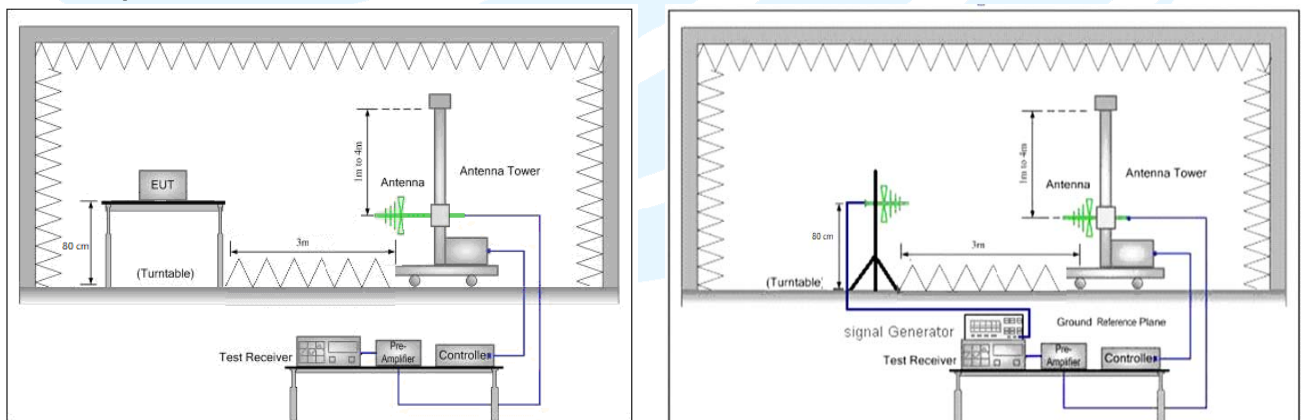 EUT
80 cm
(Turntable)
3m
Antenna
1m to 4m
Antenna Tower
Test Receiver
Pre-
Amplifier
Controller
80 cm
(Turntable
3m
Antenna
1m to 4m
Antenna Tower
signal Generator
Ground Reference Plane
Test Receiver
Pre-
Amplifier
Controller